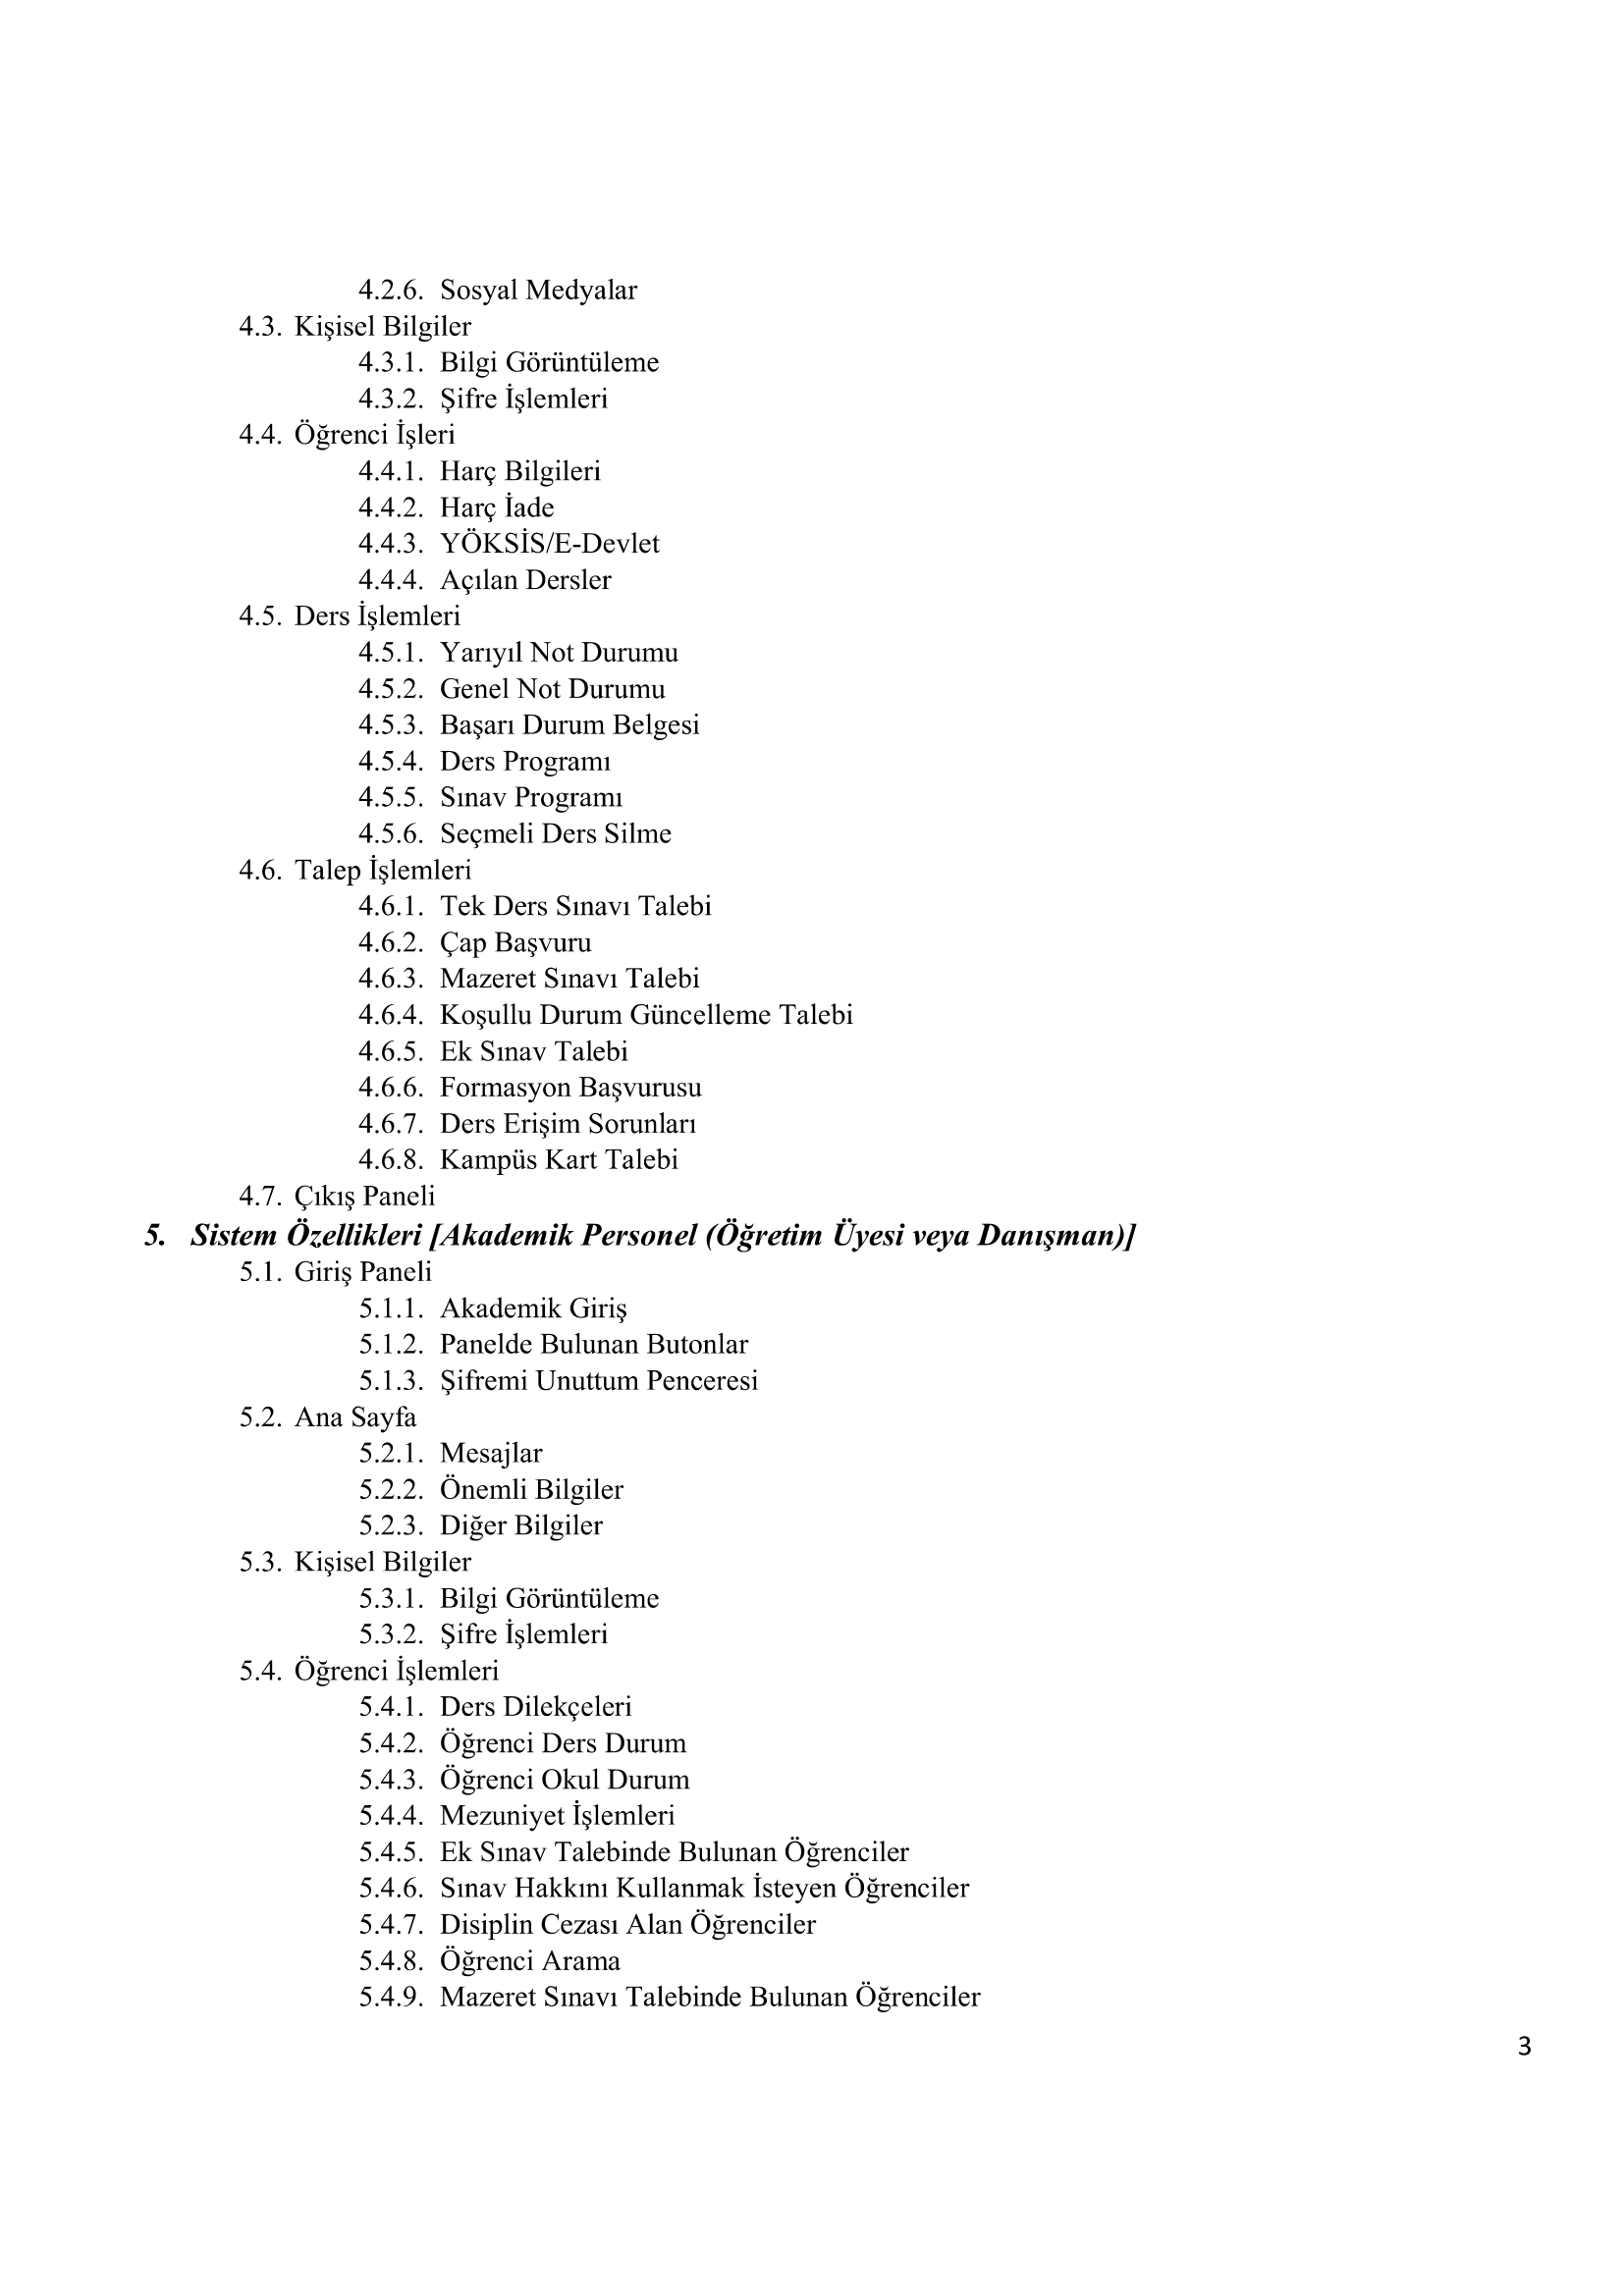 4.2.6. Sosyal Medyalar
4.3. Kişisel Bilgiler
4.3.1. Bilgi Görüntüleme
4.3.2. Şifre İşlemleri
4.4. Öğrenci İşleri
4.4.1. Harç Bilgileri
4.4.2. Harç İade
4.4.3. YÖKSİS/E-Devlet
4.4.4. Açılan Dersler
4.5. Ders İşlemleri
4.5.1. Yarıyıl Not Durumu
4.5.2. Genel Not Durumu
4.5.3. Başarı Durum Belgesi
4.5.4. Ders Programı
4.5.5. Sınav Programı
4.5.6. Seçmeli Ders Silme
4.6. Talep İşlemleri
4.6.1. Tek Ders Sınavı Talebi
4.6.2. Çap Başvuru
4.6.3. Mazeret Sınavı Talebi
4.6.4. Koşullu Durum Güncelleme Talebi
4.6.5. Ek Sınav Talebi
4.6.6. Formasyon Başvurusu
4.6.7. Ders Erişim Sorunları
4.6.8. Kampüs Kart Talebi
4.7. Çıkış Paneli
5. Sistem Özellikleri [Akademik Personel (Öğretim Üyesi veya Danışman)]
5.1. Giriş Paneli
5.1.1. Akademik Giriş
5.1.2. Panelde Bulunan Butonlar
5.1.3. Şifremi Unuttum Penceresi
5.2. Ana Sayfa
5.2.1. Mesajlar
5.2.2. Önemli Bilgiler
5.2.3. Diğer Bilgiler
5.3. Kişisel Bilgiler
5.3.1. Bilgi Görüntüleme
5.3.2. Şifre İşlemleri
5.4. Öğrenci İşlemleri
5.4.1. Ders Dilekçeleri
5.4.2. Öğrenci Ders Durum
5.4.3. Öğrenci Okul Durum
5.4.4. Mezuniyet İşlemleri
5.4.5. Ek Sınav Talebinde Bulunan Öğrenciler
5.4.6. Sınav Hakkını Kullanmak İsteyen Öğrenciler
5.4.7. Disiplin Cezası Alan Öğrenciler
5.4.8. Öğrenci Arama
5.4.9. Mazeret Sınavı Talebinde Bulunan Öğrenciler
3